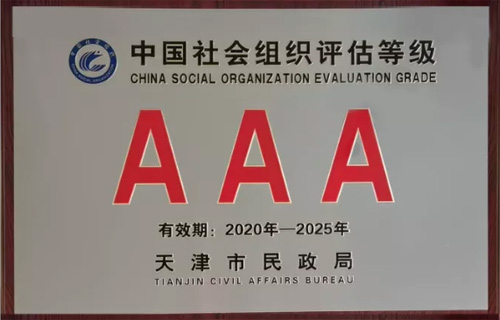 中国社会组织评估等级
CHINA SOCIAL ORGANIZATION EVALUATION GRADE
AAA
有效期：2020年—2025年
天津市民政局
TIANJIN CIVIL AFFAIRS BUREAU